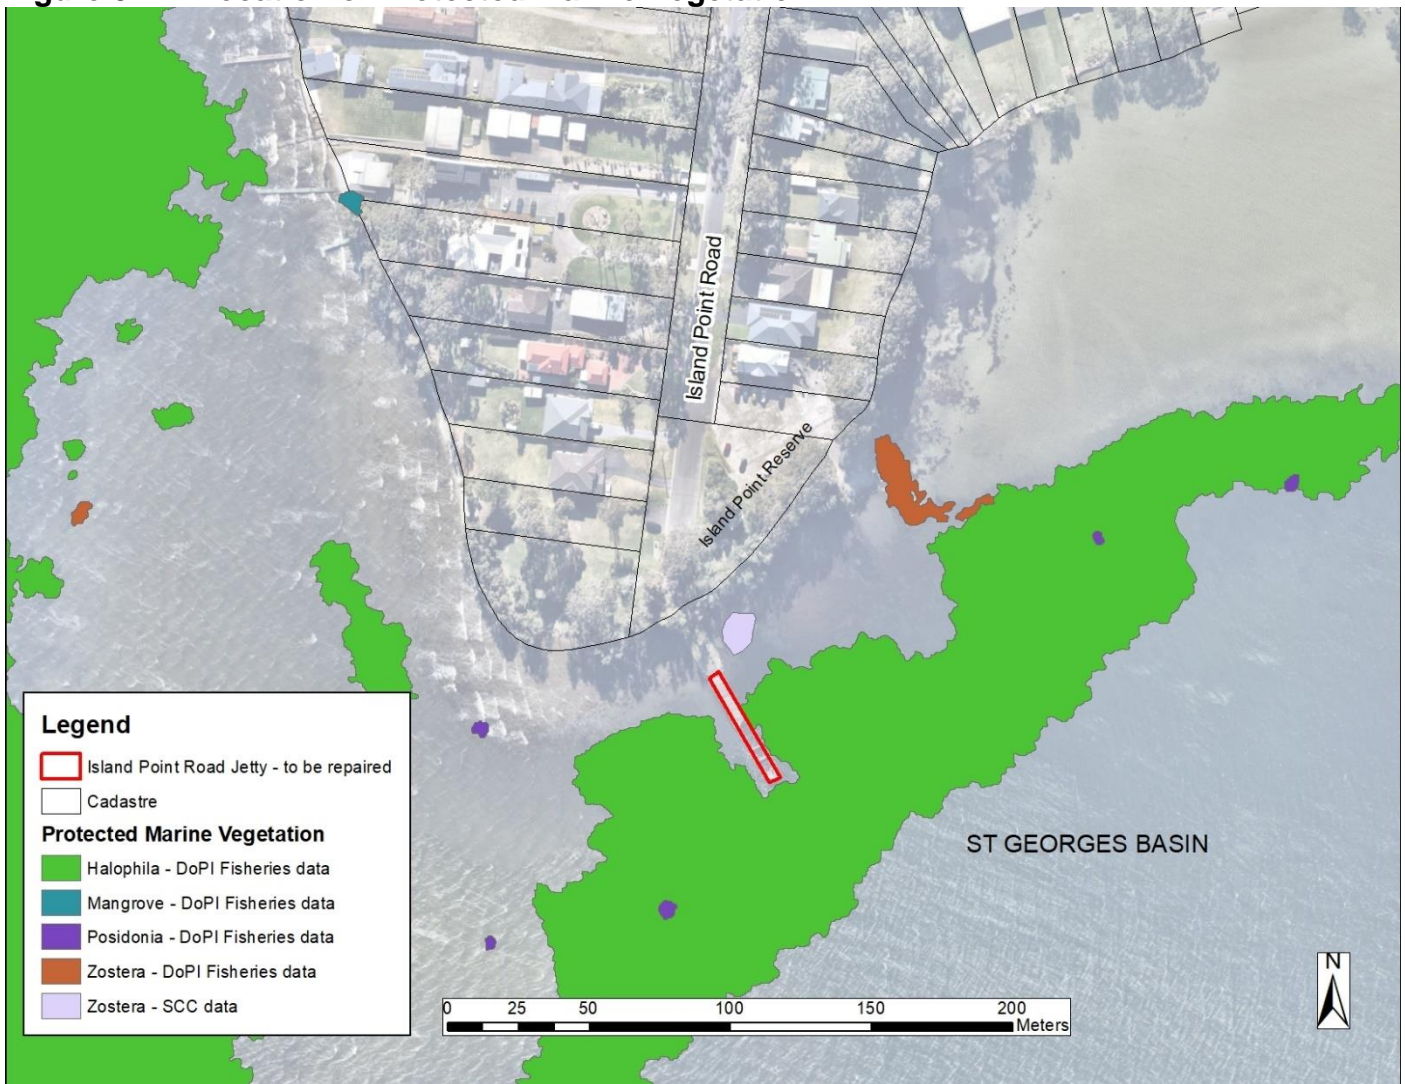 Island Point Road
Island Point Reserve
ST GEORGES BASIN
Legend
Island Point Road Jetty - to be repaired
Cadastre
Protected Marine Vegetation
Halophila - DoPI Fisheries data
Mangrove - DoPI Fisheries data
Posidonia - DoPI Fisheries data
Zostera - DoPI Fisheries data
Zostera - SCC data
0 25 50 100 150 200
Meters
N